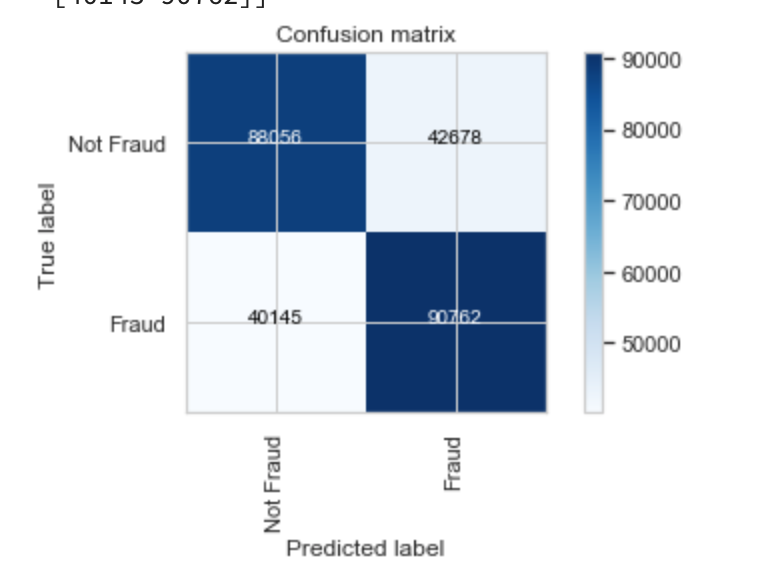 [40145 90762]]
Confusion matrix
90000
Not Fraud
88056
42678
80000
70000
True label
60000
Fraud
40145
90762
50000
Not Fraud
Fraud
Predicted label